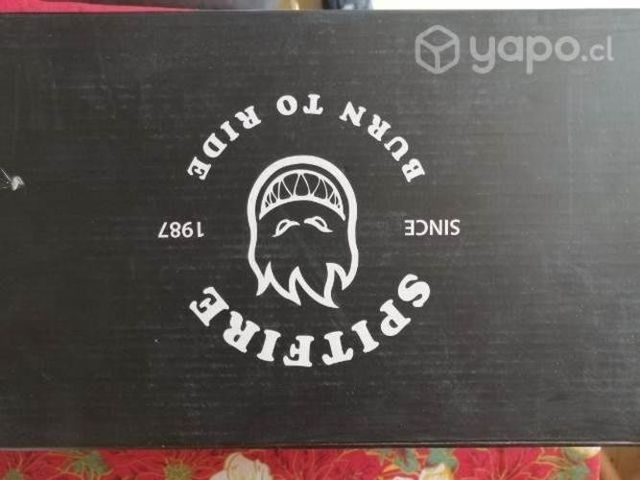 yapo.cl
SPITFIRE
SINCE 1987
BURN TO RIDE